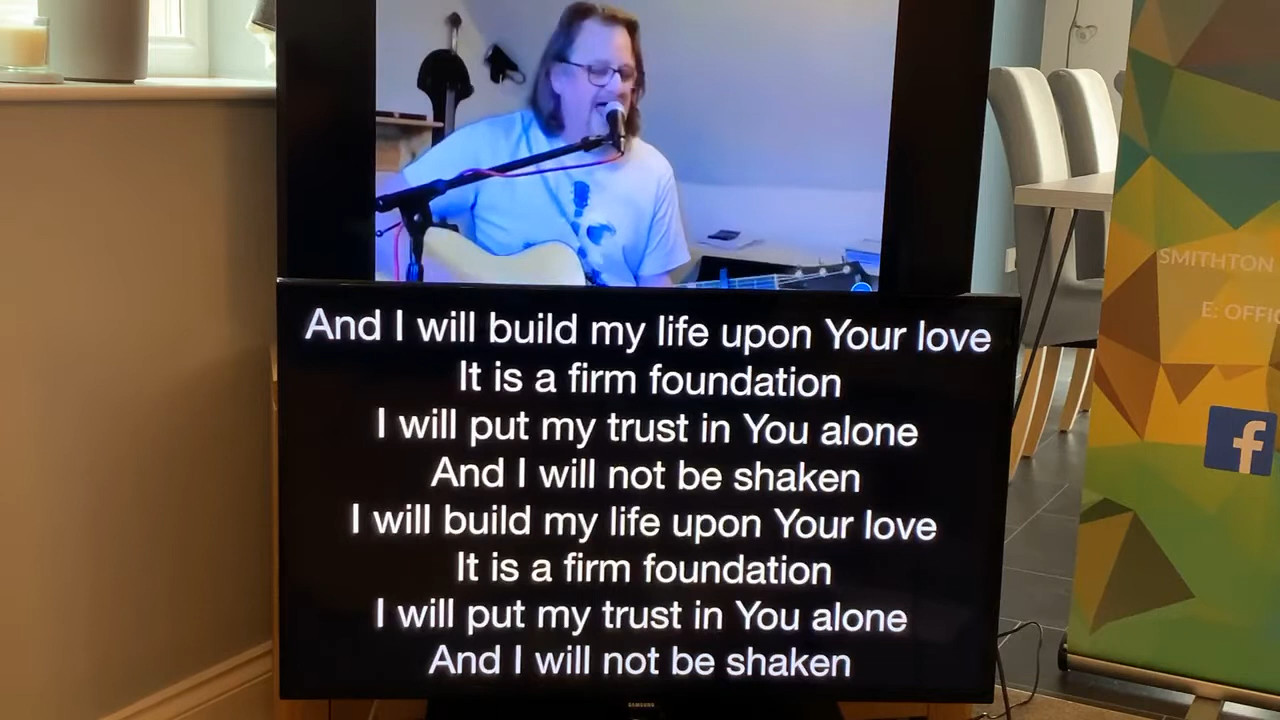 And I will build my life upon Your love
It is a firm foundation
I will put my trust in You alone
And I will not be shaken
I will build my life upon Your love
It is a firm foundation
I will put my trust in You alone
And I will not be shaken
SAMSUNG
SMITHTON
E: OFFIC
f